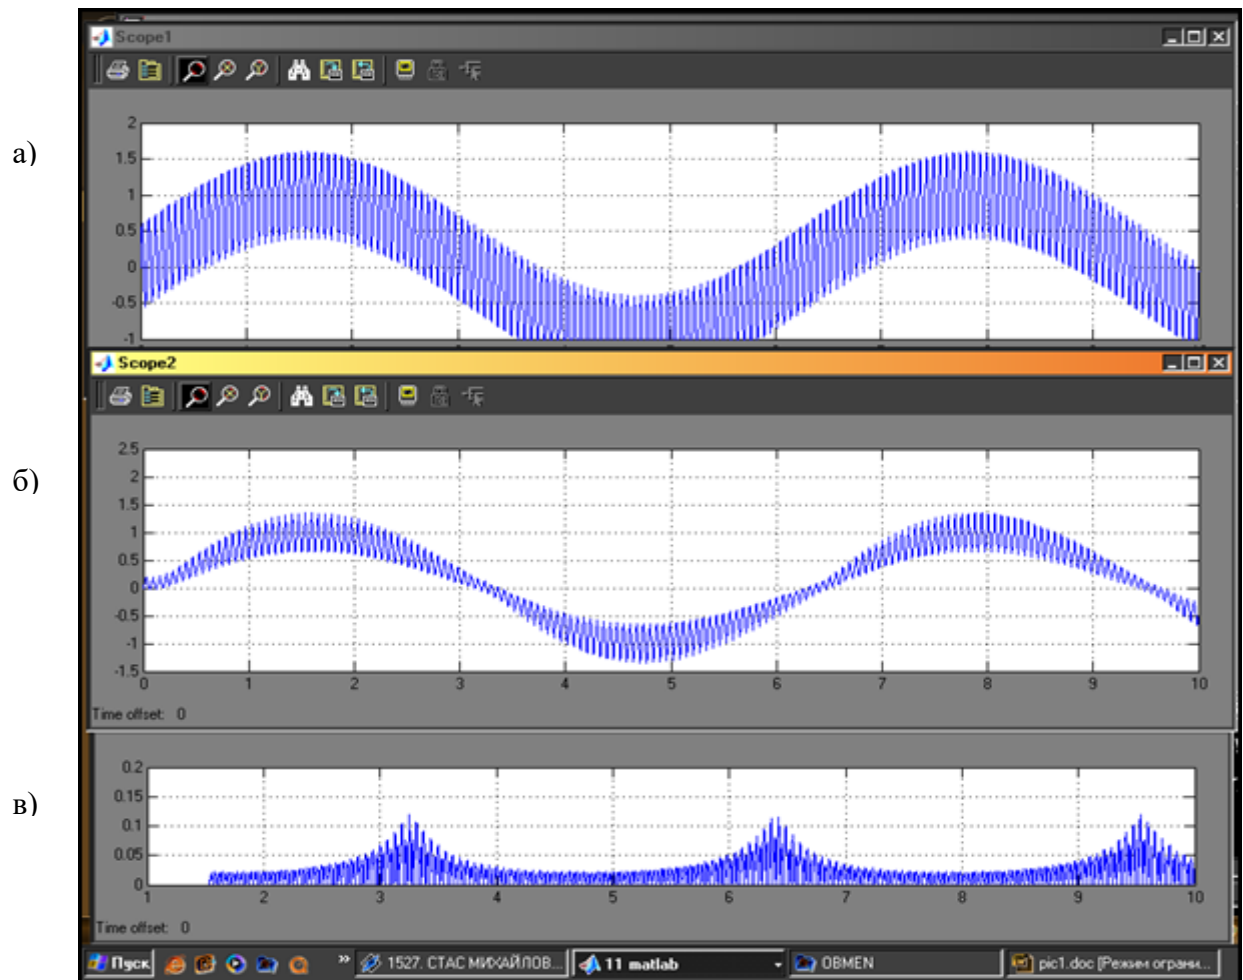 Scope1
а)
2
1.5
1
0.5
0
-0.5
-1
Scope2
б)
2.5
2
1.5
1
0.5
0
-0.5
-1
-1.5
0 1 2 3 4 5 6 7 8 9 10
Time offset: 0
в)
0.2
0.15
0.1
0.05
0
1 2 3 4 5 6 7 8 9 10
Time offset: 0
Пуск » 1527. СТАС МИХАЙЛОВ... 11 matlab OBMEN pic1.doc [Режим ограни...